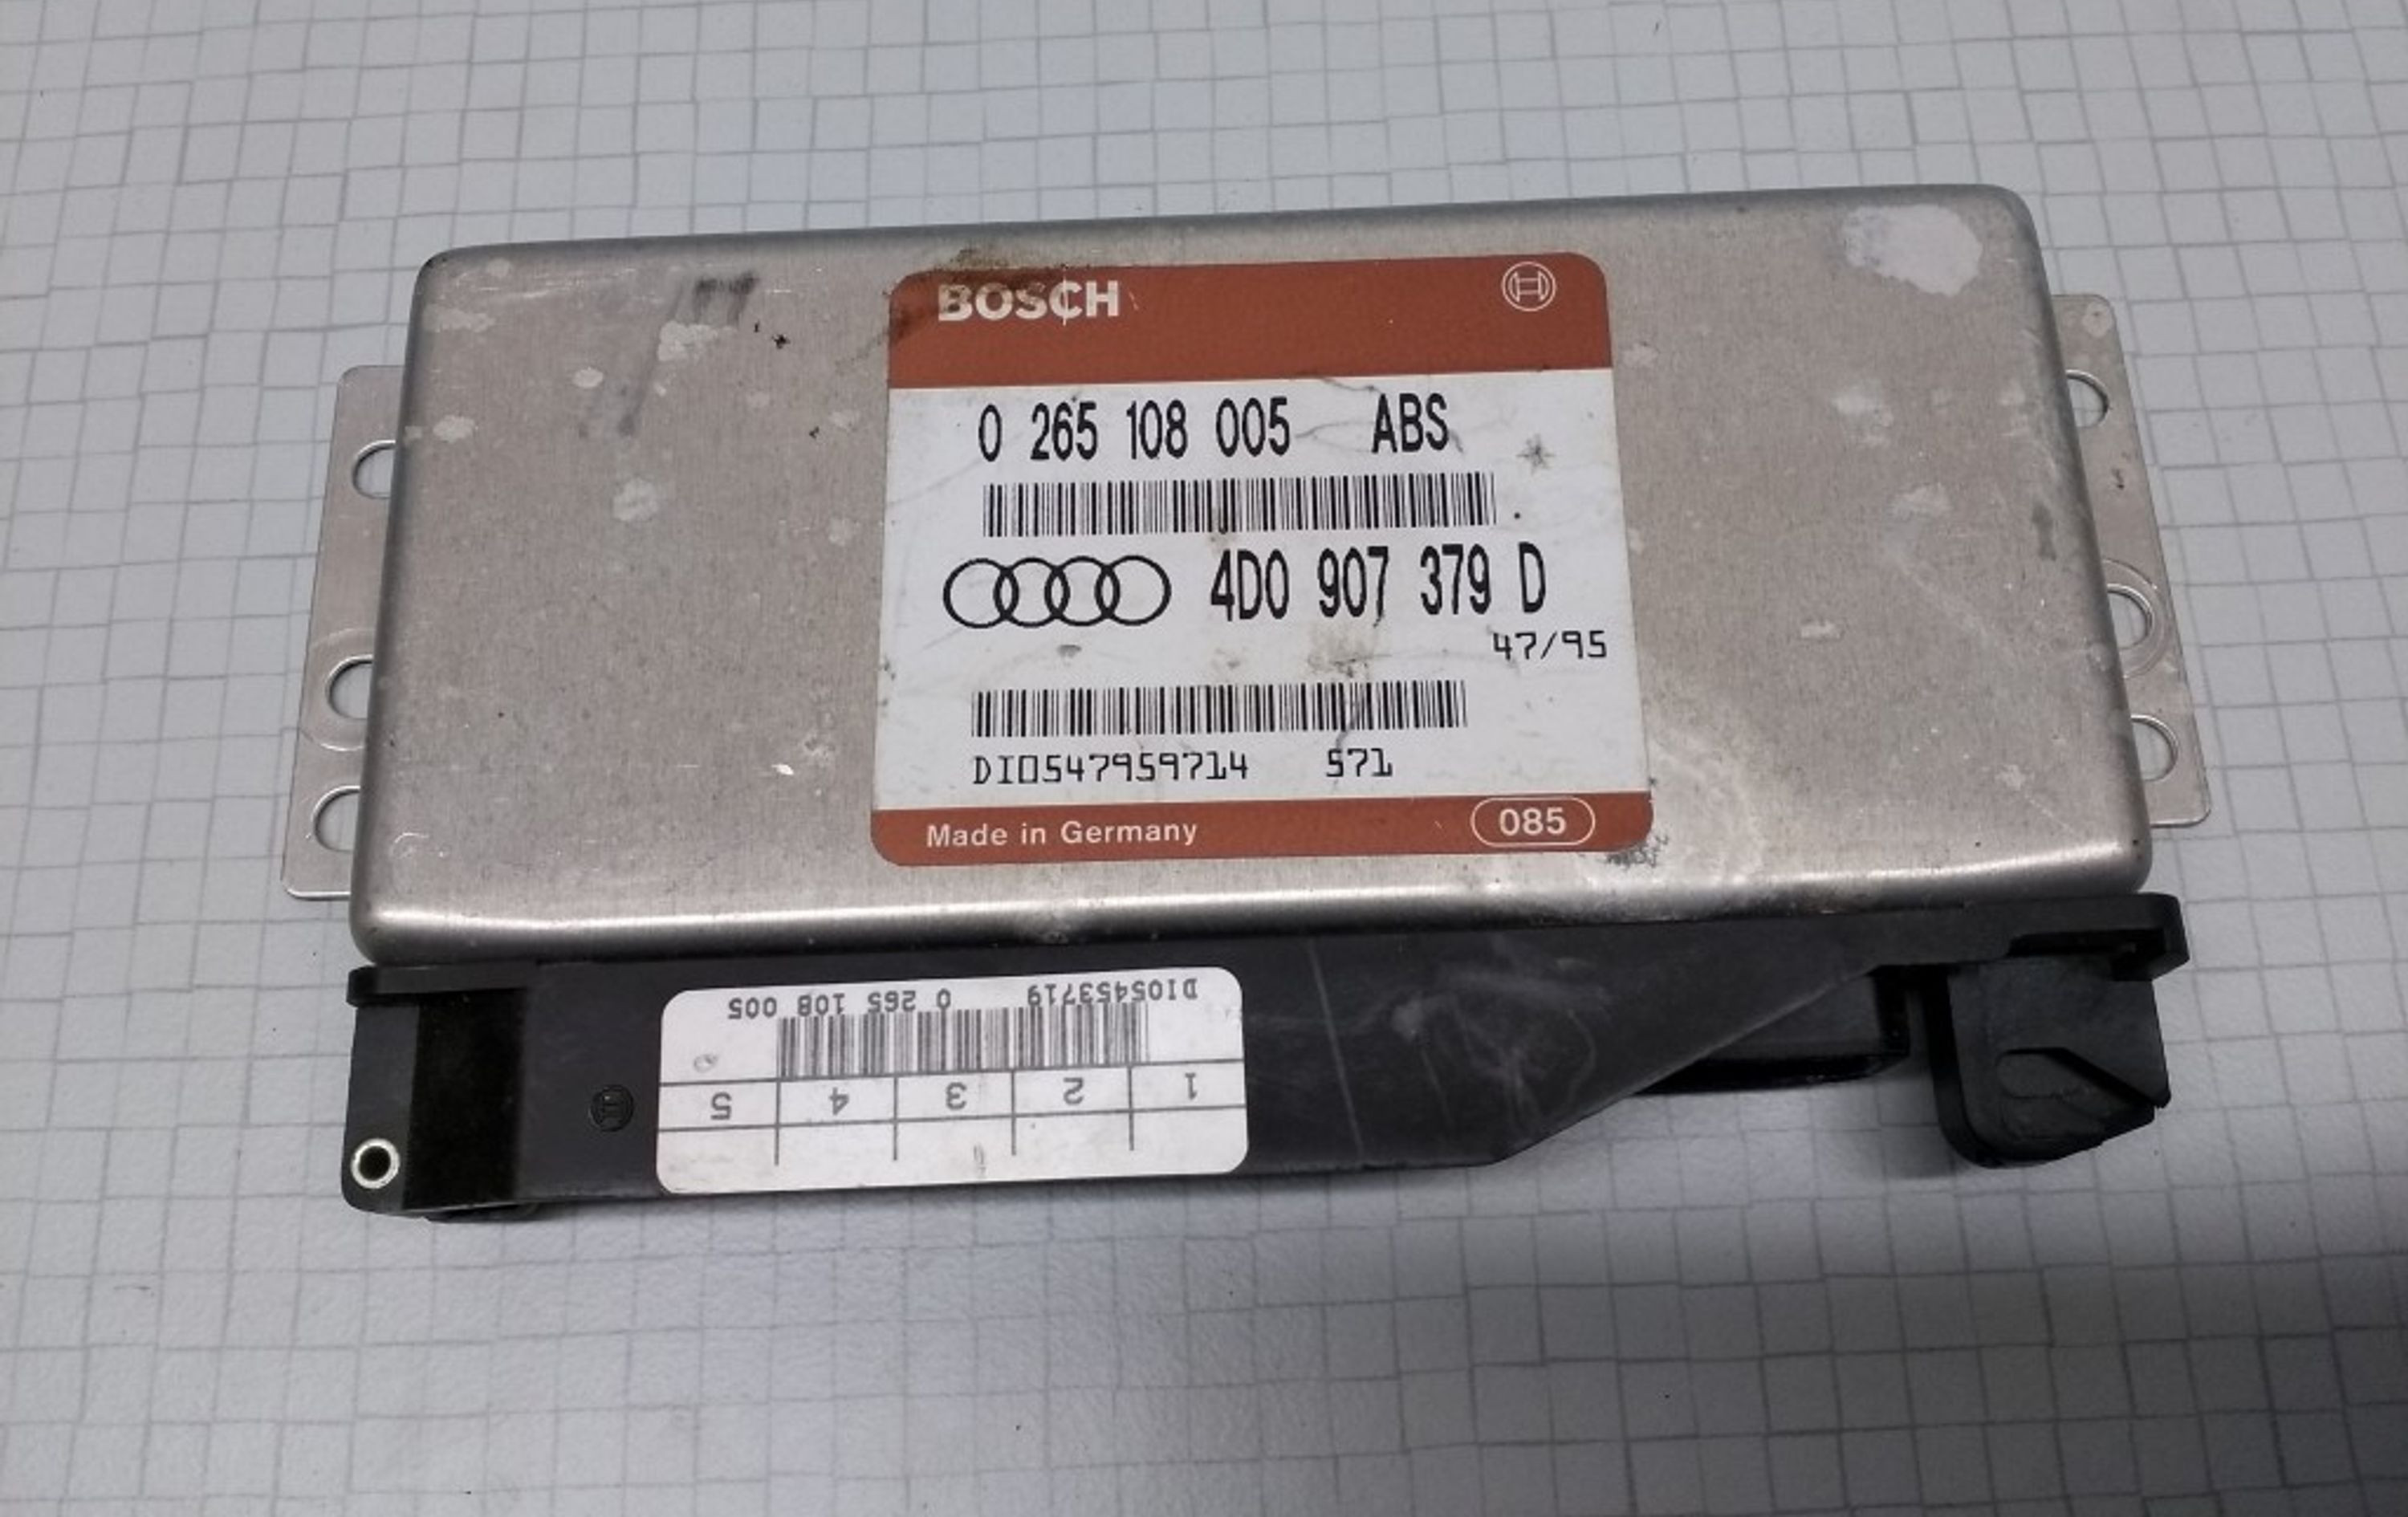 BOSCH
0 265 108 005 ABS
4D0 907 379 D
47/95
DI0547959714 571
Made in Germany 085
DI05453719 0 265 108 005
1 2 3 4 5